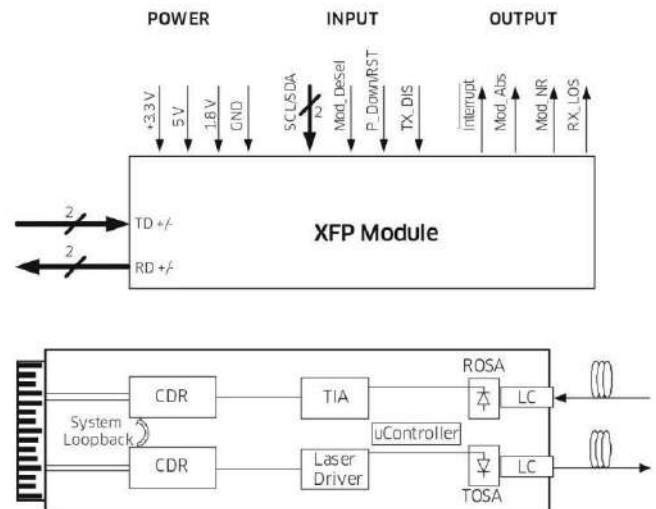 POWER INPUT OUTPUT
+3.3 V
5 V
1.8 V
GND
SCL/SDA
2
Mod_DeSel
P_Down/RST
TX_DIS
Interrupt
Mod_Abs
Mod_NR
RX_LOS
2
TD +/-
XFP Module
2
RD +/-
ROSA
CDR TIA LC
System
Loopback
uController
CDR Laser
Driver LC
TOSA